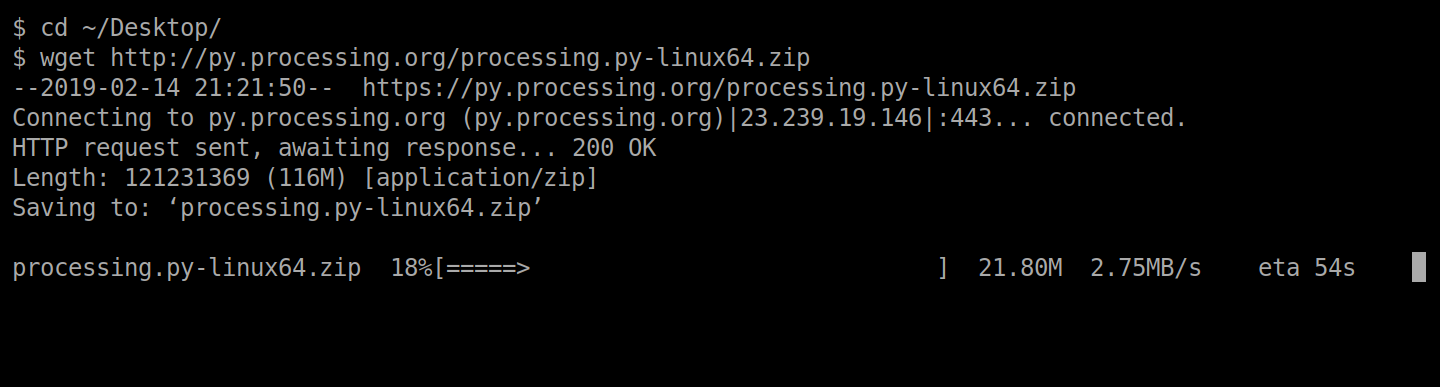 $ cd ~/Desktop/
$ wget http://py.processing.org/processing.py-linux64.zip
--2019-02-14 21:21:50--  https://py.processing.org/processing.py-linux64.zip
Connecting to py.processing.org (py.processing.org)|23.239.19.146|:443... connected.
HTTP request sent, awaiting response... 200 OK
Length: 121231369 (116M) [application/zip]
Saving to: ‘processing.py-linux64.zip’
processing.py-linux64.zip  18%[=====>                             ]  21.80M  2.75MB/s    eta 54s